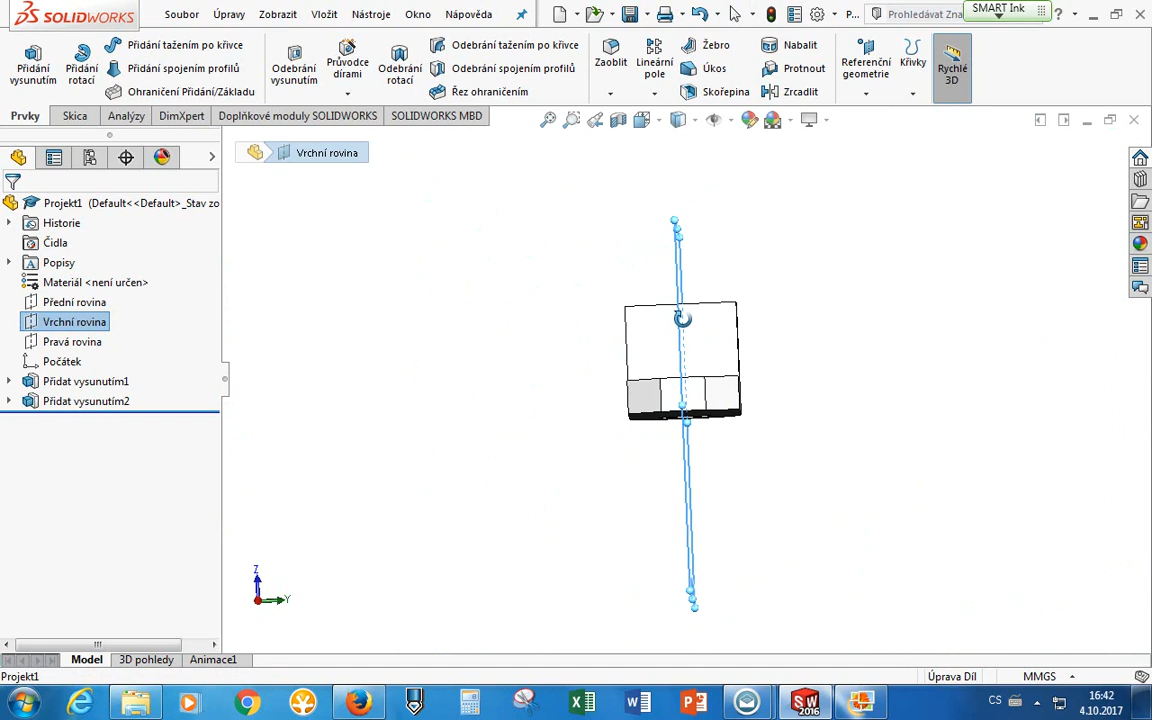 SOLIDWORKS
Soubor
Úpravy
Zobrazit
Vložit
Nástroje
Okno
Nápověda
P...
Prohledávat Zna
SMART Ink
?
Přidání vysunutím
Přidání rotací
Přidání tažením po křivce
Přidání spojením profilů
Ohraničení Přidání/Základu
Odebrání vysunutím
Průvodce dírami
Odebrání rotací
Odebrání tažením po křivce
Odebrání spojením profilů
Řez ohraničením
Zaoblit
Lineární pole
Žebro
Úkos
Skořepina
Nabalit
Protnout
Zrcadlit
Referenční geometrie
Křivky
Rychlé 3D
Prvky
Skica
Analýzy
DimXpert
Doplňkové moduly SOLIDWORKS
SOLIDWORKS MBD
Vrchní rovina
Projekt1 (Default<<Default>_Stav zo
Historie
Čidla
Popisy
Materiál <není určen>
Přední rovina
Vrchní rovina
Pravá rovina
Počátek
Přidat vysunutím1
Přidat vysunutím2
Z
Y
Model
3D pohledy
Animace1
Projekt1
Úprava Díl
MMGS
SW
2016
CS
16:42
4.10.2017